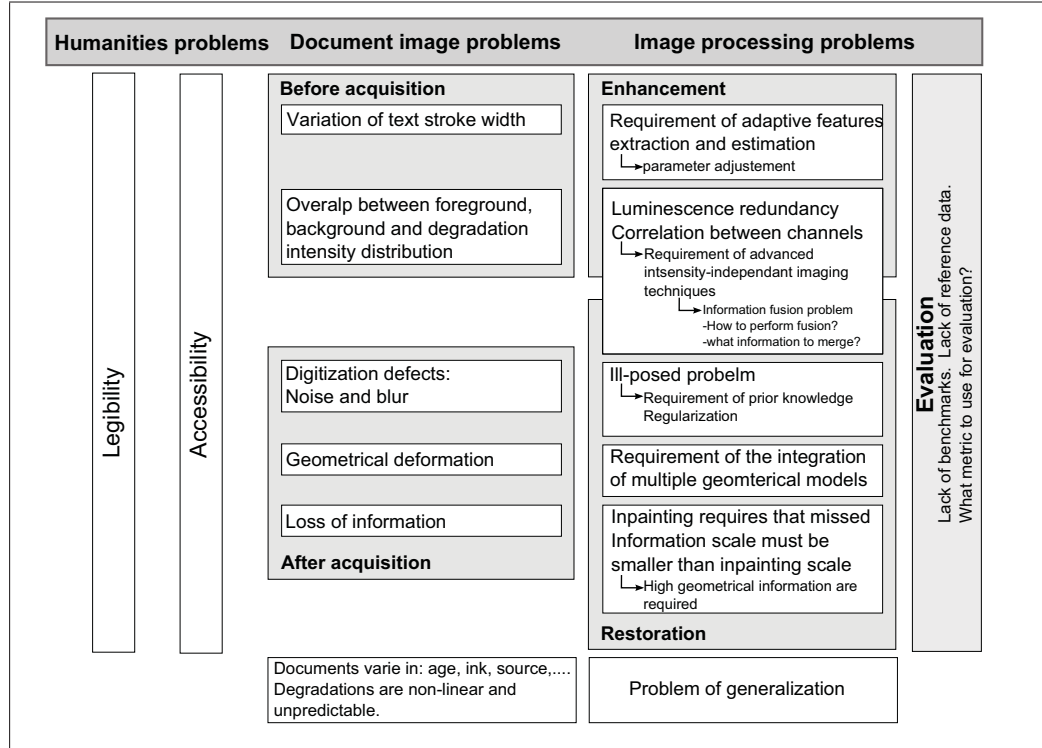 Humanities problems
Document image problems
Image processing problems
Legibility
Accessibility
Before acquisition
Variation of text stroke width
Overalp between foreground,
background and degradation
intensity distribution
Digitization defects:
Noise and blur
Geometrical deformation
Loss of information
After acquisition
Documents varie in: age, ink, source,....
Degradations are non-linear and
unpredictable.
Enhancement
Requirement of adaptive features
extraction and estimation
parameter adjustement
Luminescence redundancy
Correlation between channels
Requirement of advanced
intsensity-independant imaging
techniques
Information fusion problem
-How to perform fusion?
-what information to merge?
Ill-posed probelm
Requirement of prior knowledge
Regularization
Requirement of the integration
of multiple geomterical models
Inpainting requires that missed
Information scale must be
smaller than inpainting scale
High geometrical information are
required
Restoration
Problem of generalization
Evaluation
Lack of benchmarks. Lack of reference data.
What metric to use for evaluation?